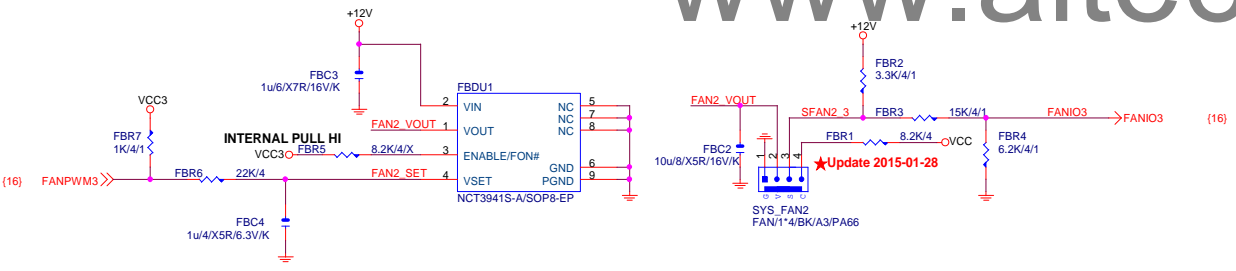 www.aitec
+12V
FBC3
1u/6/X7R/16V/K
VCC3
FBR7
1K/4/1
INTERNAL PULL HI
VCC3
FBR5
8.2K/4/X
{16}
FANPWM3
FBR6
22K/4
FBC4
1u/4/X5R/6.3V/K
FAN2_VOUT
FAN2_SET
FBDU1
2
VIN
1
VOUT
3
ENABLE/FON#
4
VSET
NC
5
NC
7
NC
8
GND
6
PGND
9
NCT3941S-A/SOP8-EP
+12V
FBR2
3.3K/4/1
FAN2_VOUT
SFAN2_3
FBR3
15K/4/1
FANIO3
FANIO3
{16}
FBR1
8.2K/4
VCC
FBR4
6.2K/4/1
FBC2
10u/8/X5R/16V/K
1
2
3
4
★Update 2015-01-28
G
V
S
C
SYS_FAN2
FAN/1*4/BK/A3/PA66